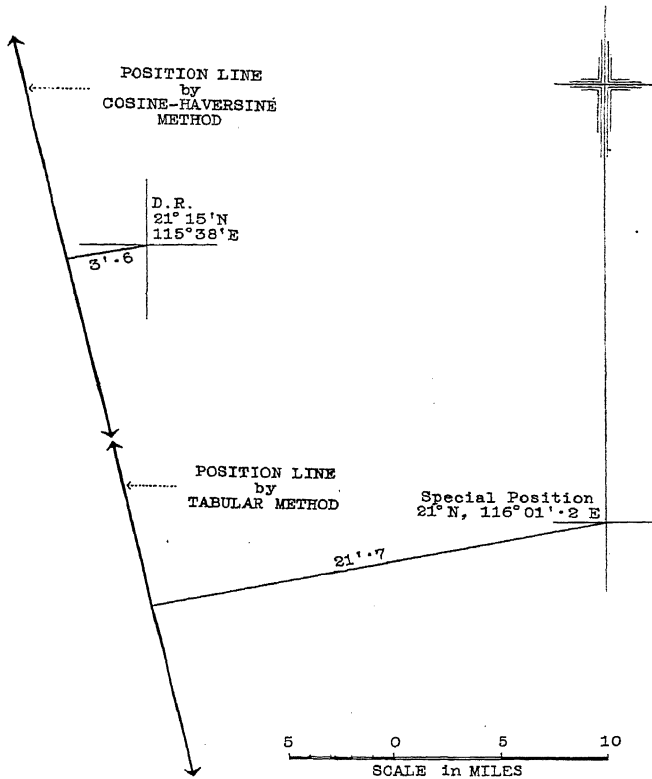 POSITION LINE
by
COSINE-HAVERSINÉ
METHOD
D.R.
21° 15'N
115°38'E
3'·6
POSITION LINE
by
TABULAR METHOD
Special Position
21°N, 116°01'·2 E
21'·7
5 0 5 10
SCALE in MILES